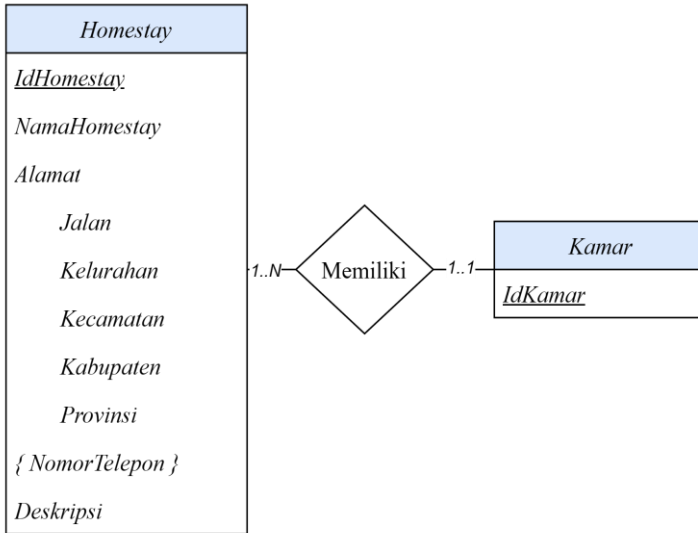 Homestay
IdHomestay
NamaHomestay
Alamat
Jalan
Kelurahan
Kecamatan
Kabupaten
Provinsi
{ NomorTelepon }
Deskripsi
1..N
Memiliki
1..1
Kamar
IdKamar